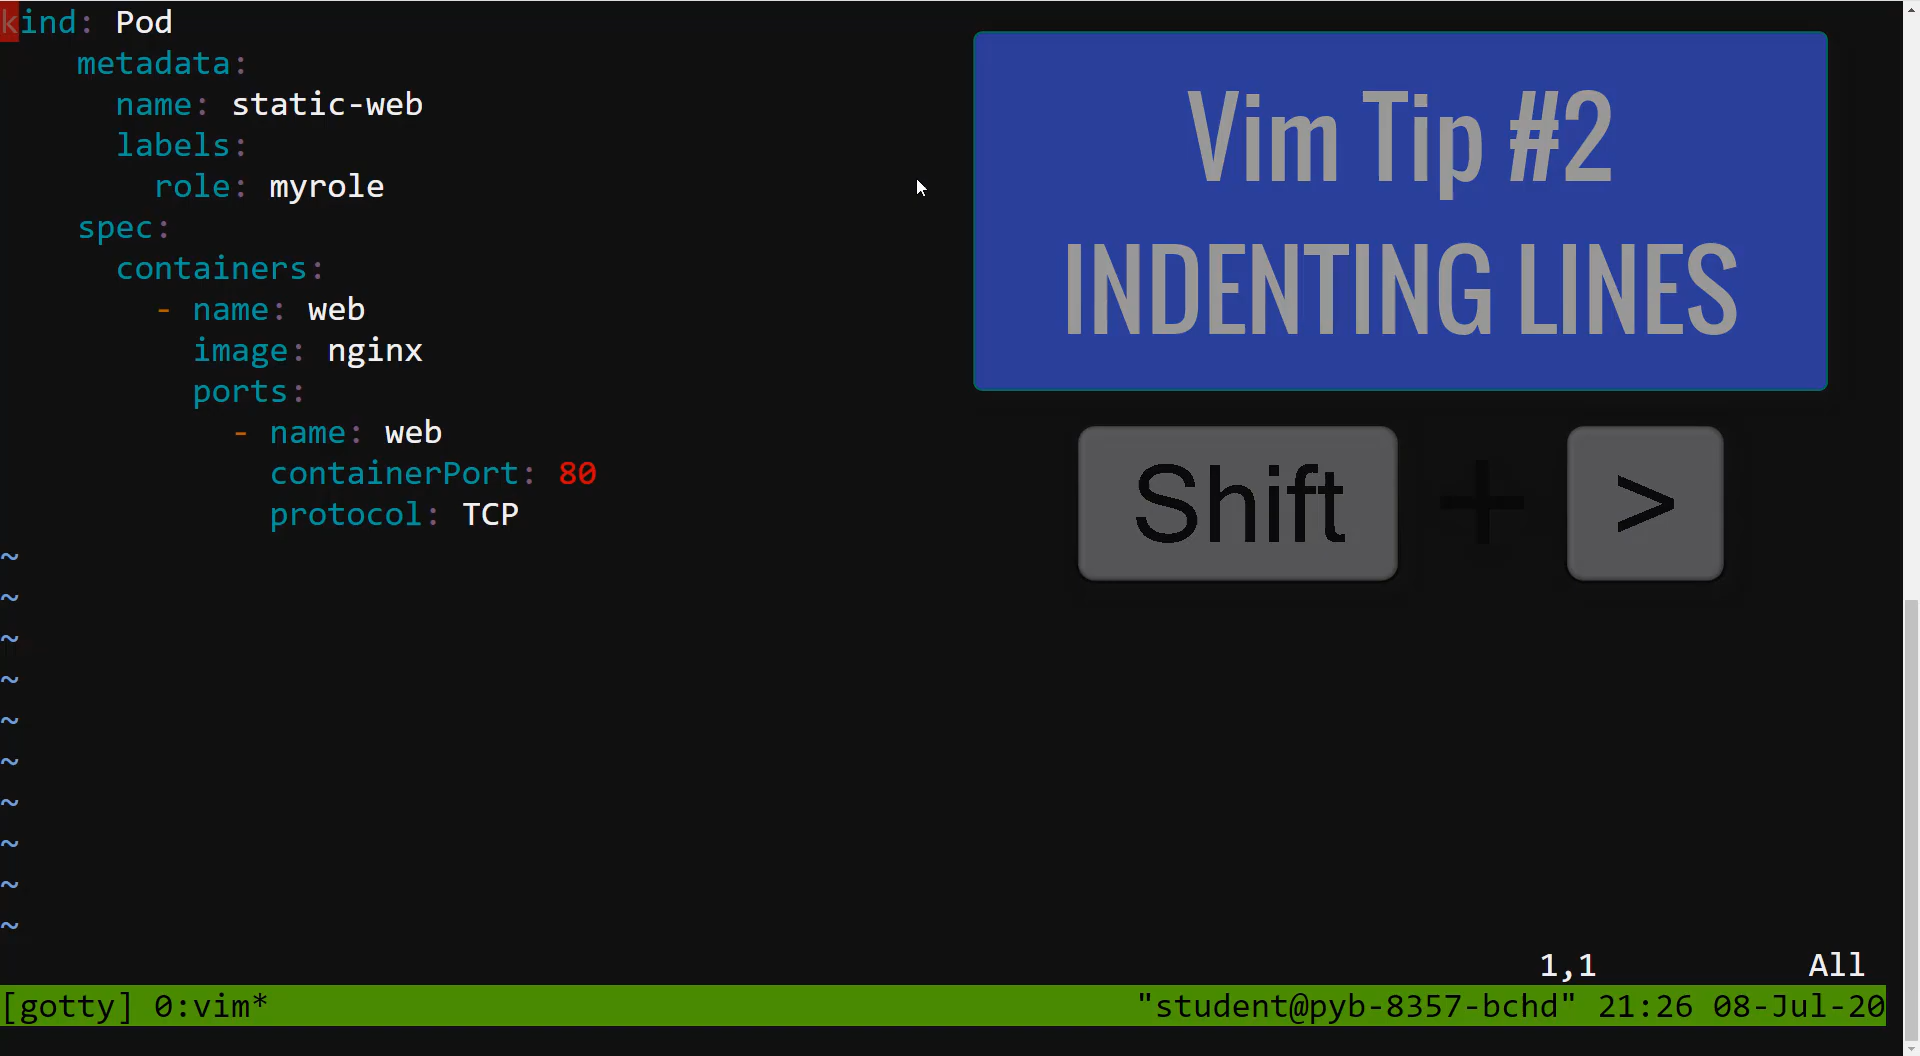 kind: Pod
    metadata:
      name: static-web
      labels:
        role: myrole
    spec:
      containers:
        - name: web
          image: nginx
          ports:
            - name: web
              containerPort: 80
              protocol: TCP
~
~
~
~
~
~
~
~
~
~
Vim Tip #2
INDENTING LINES
Shift + >
1,1 All
[gotty] 0:vim* "student@pyb-8357-bchd" 21:26 08-Jul-20